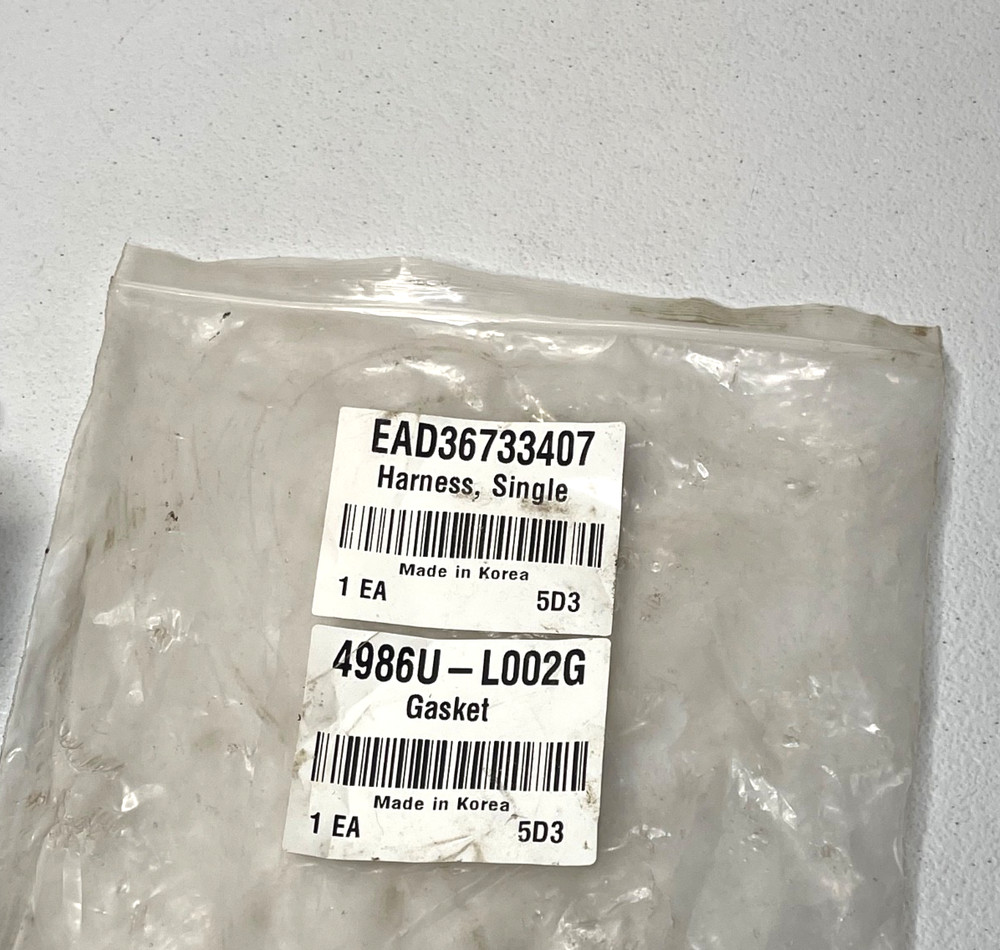 EAD36733407
Harness, Single
Made in Korea
1 EA 5D3
4986U-L002G
Gasket
Made in Korea
1 EA 5D3